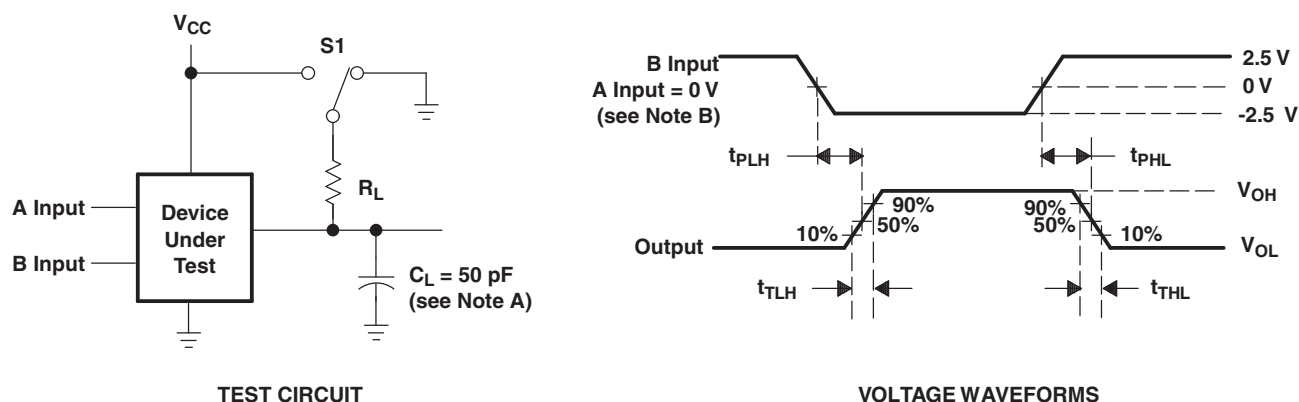 VCC
S1
RL
A Input
B Input
Device
Under
Test
CL = 50 pF
(see Note A)
TEST CIRCUIT
B Input
A Input = 0 V
(see Note B)
2.5 V
0 V
-2.5 V
tPLH
tPHL
VOH
90%
50%
10%
90%
50%
10%
Output
VOL
tTLH
tTHL
VOLTAGE WAVEFORMS